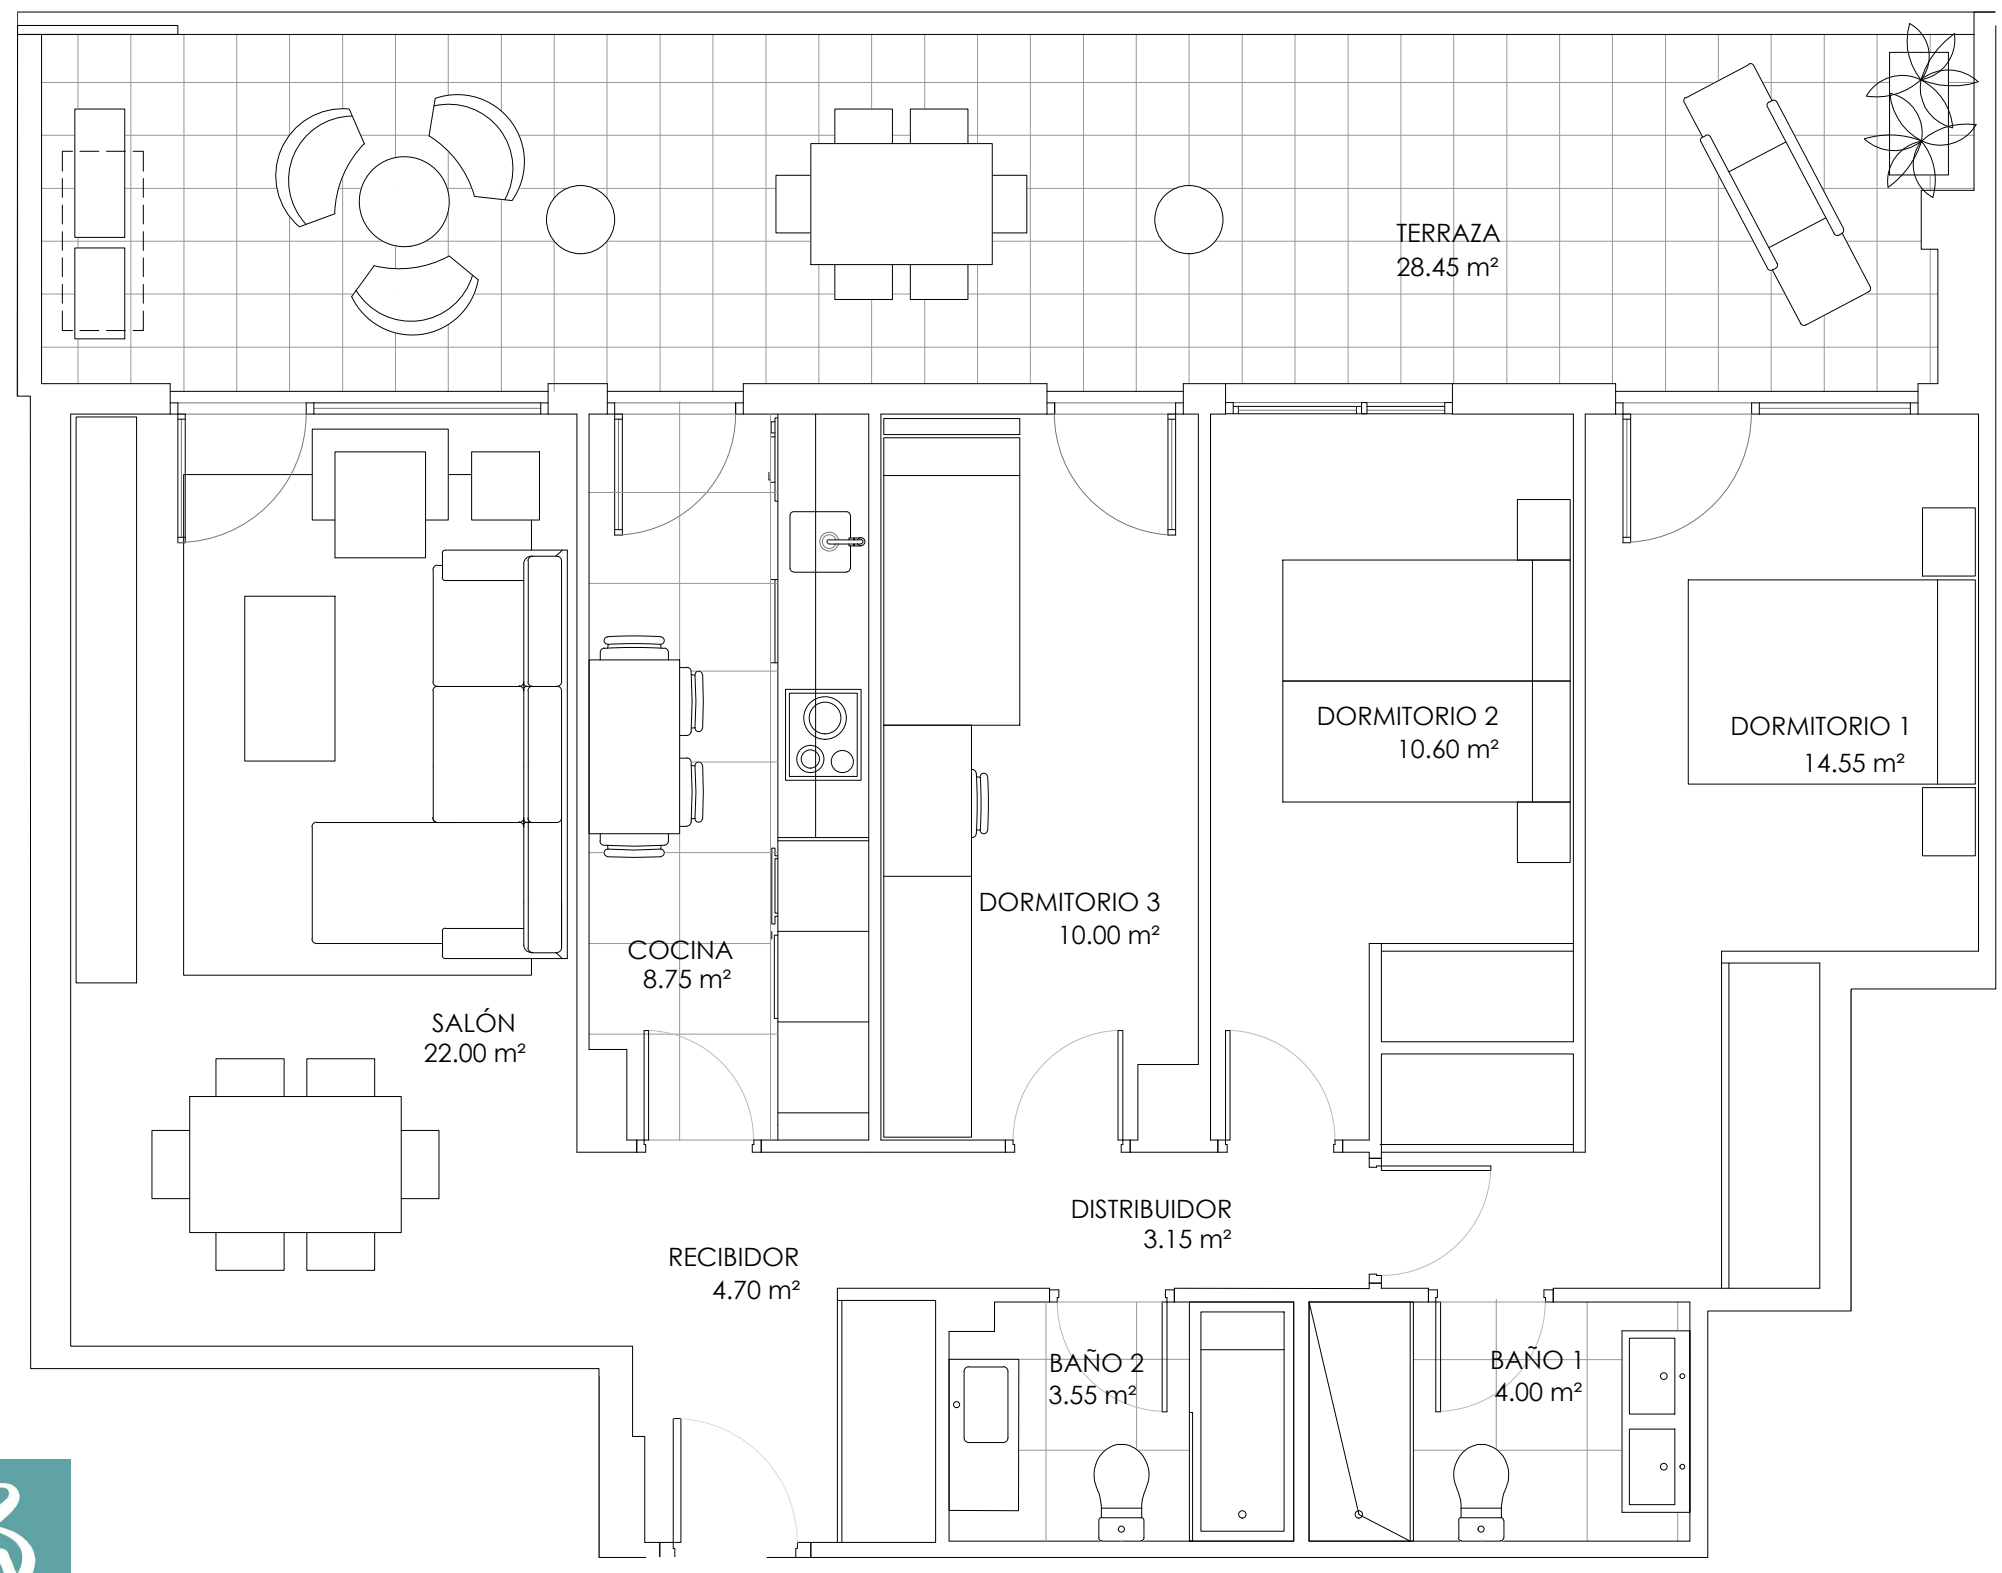 TERRAZA
28.45 m²
DORMITORIO 2
10.60 m²
DORMITORIO 1
14.55 m²
DORMITORIO 3
10.00 m²
COCINA
8.75 m²
SALÓN
22.00 m²
DISTRIBUIDOR
3.15 m²
RECIBIDOR
4.70 m²
BAÑO 2
3.55 m²
BAÑO 1
4.00 m²